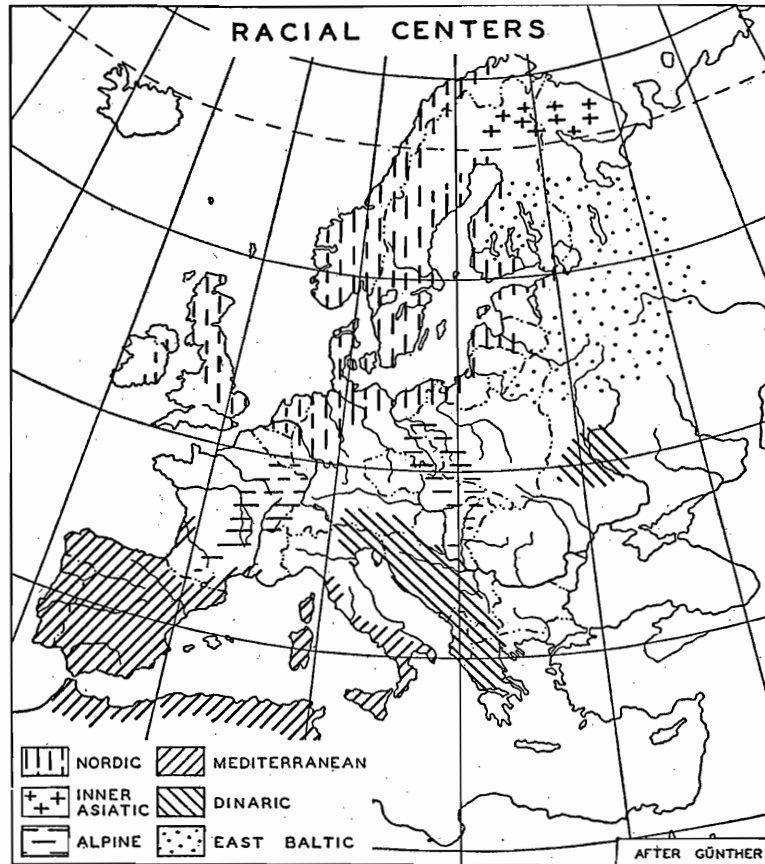 RACIAL CENTERS
NORDIC
MEDITERRANEAN
INNER
ASIATIC
DINARIC
ALPINE
EAST BALTIC
AFTER GÜNTHER